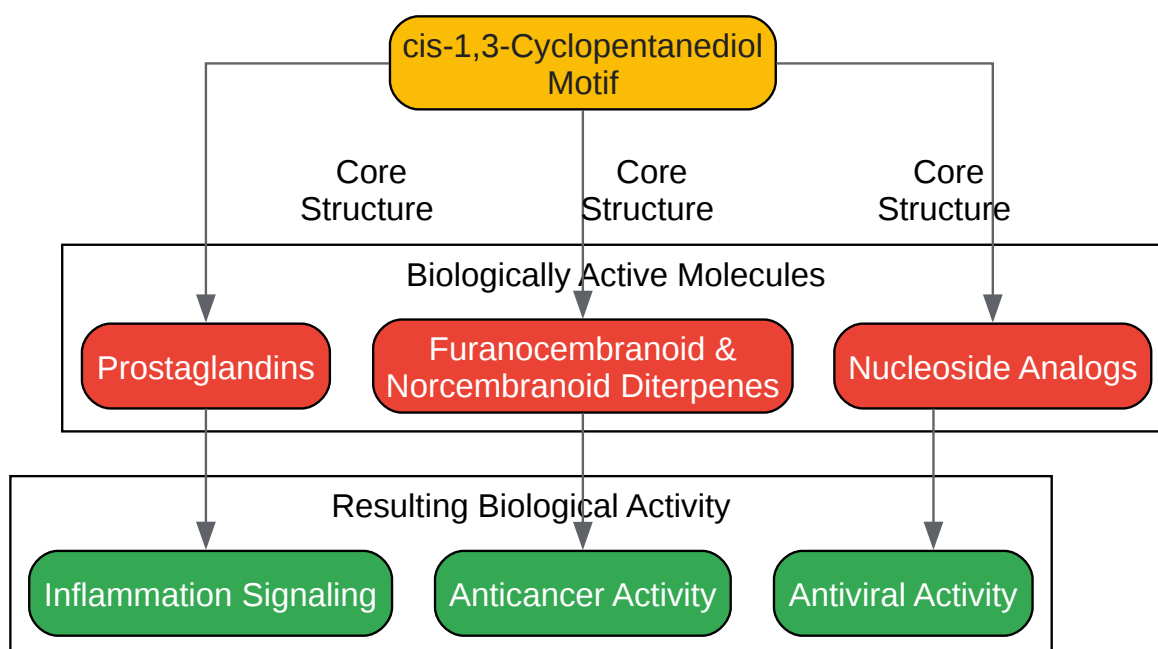 cis-1,3-Cyclopentanediol
Motif
Core
Structure
Core
Structure
Core
Structure
Biologically Active Molecules
Prostaglandins
Furanocembranoid &
Norcembranoid Diterpenes
Nucleoside Analogs
Resulting Biological Activity
Inflammation Signaling
Anticancer Activity
Antiviral Activity